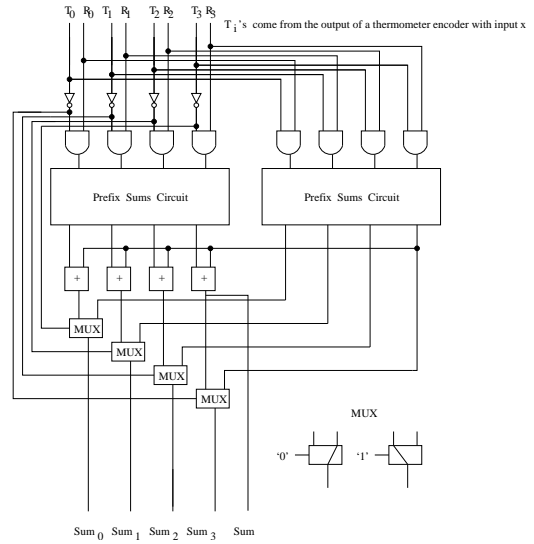 T0 R0 T1 R1 T2 R2 T3 R3
T i's come from the output of a thermometer encoder with input x
Prefix Sums Circuit
Prefix Sums Circuit
+ + + +
MUX
MUX
MUX
MUX
MUX
'0' '1'
Sum 0 Sum 1 Sum 2 Sum 3 Sum